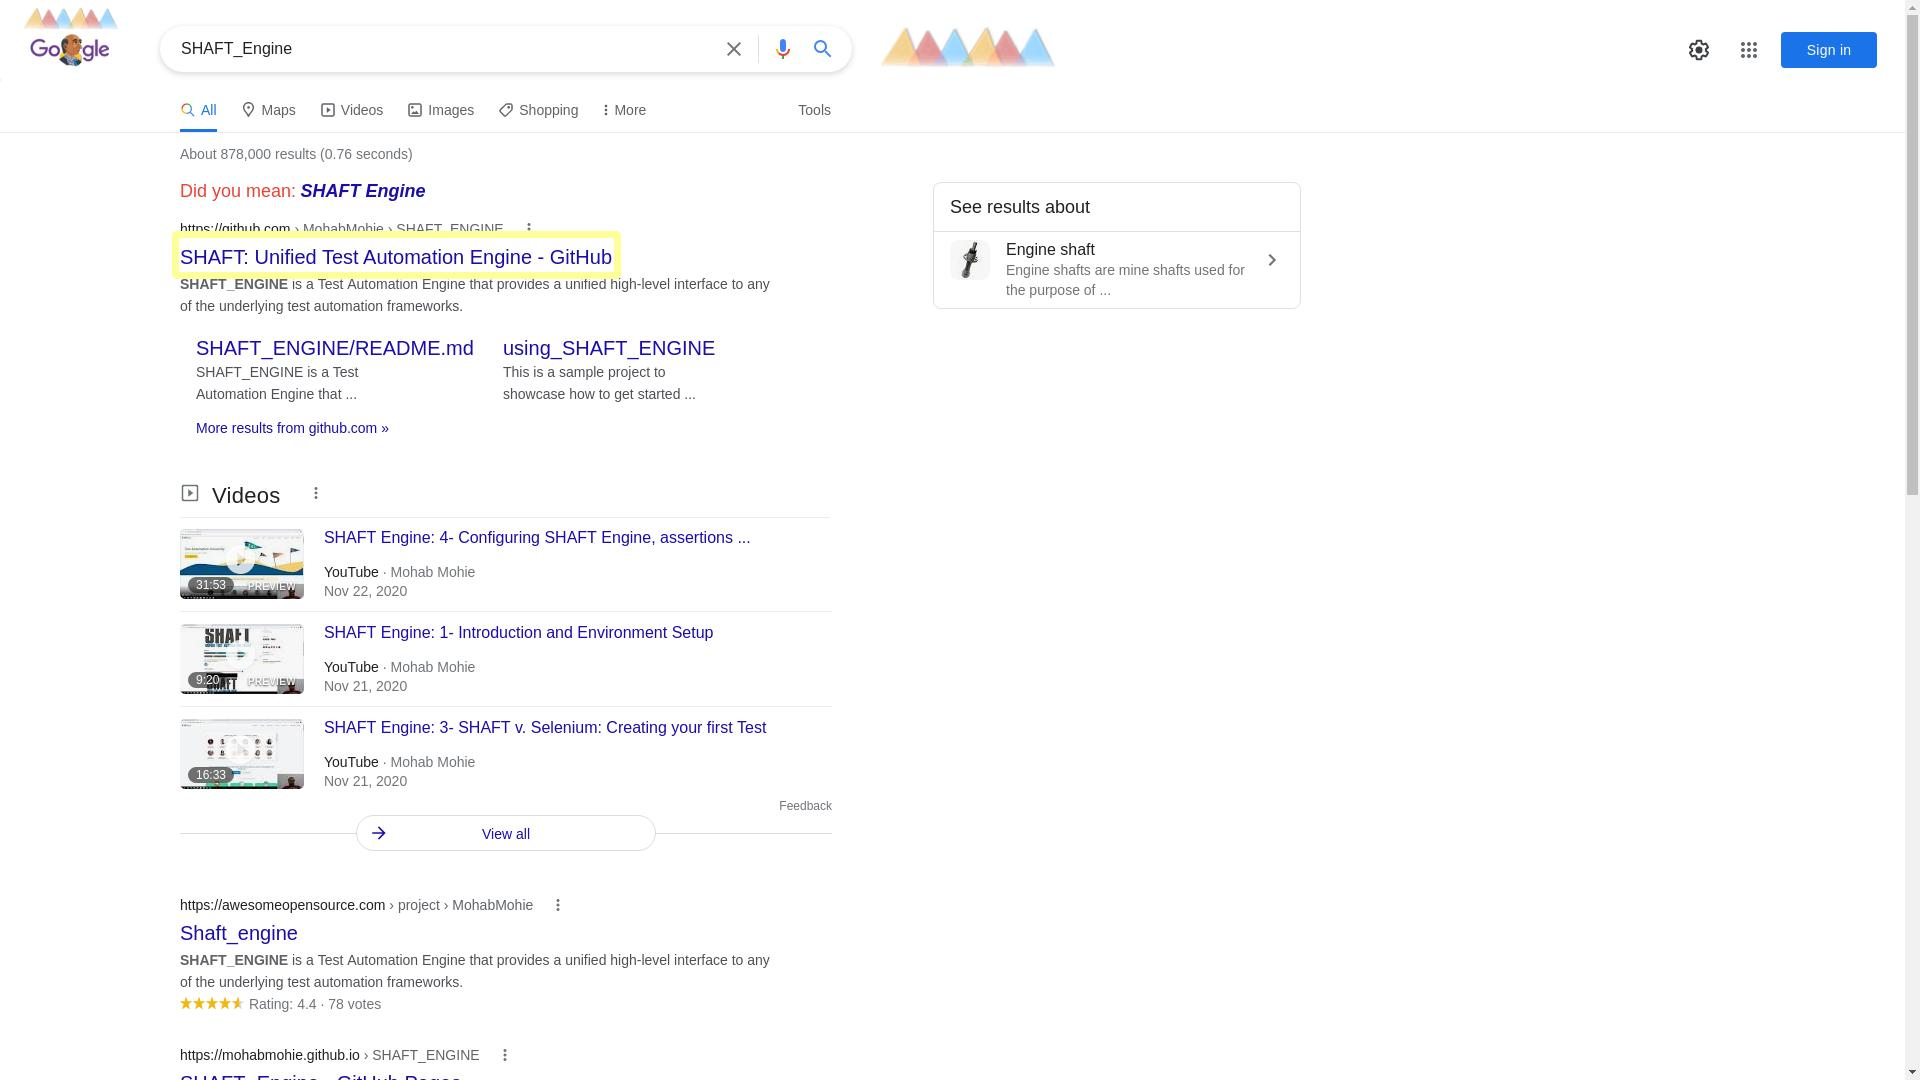 Google
SHAFT_Engine
Sign in
All
Maps
Videos
Images
Shopping
More
Tools
About 878,000 results (0.76 seconds)
Did you mean: SHAFT Engine
https://github.com › MohabMohie › SHAFT_ENGINE
SHAFT: Unified Test Automation Engine - GitHub
SHAFT_ENGINE is a Test Automation Engine that provides a unified high-level interface to any
of the underlying test automation frameworks.
SHAFT_ENGINE/README.md
SHAFT_ENGINE is a Test
Automation Engine that ...
using_SHAFT_ENGINE
This is a sample project to
showcase how to get started ...
More results from github.com »
See results about
Engine shaft
Engine shafts are mine shafts used for
the purpose of ...
Videos
31:53
PREVIEW
SHAFT Engine: 4- Configuring SHAFT Engine, assertions ...
YouTube · Mohab Mohie
Nov 22, 2020
SHAFT
9:20
PREVIEW
SHAFT Engine: 1- Introduction and Environment Setup
YouTube · Mohab Mohie
Nov 21, 2020
16:33
SHAFT Engine: 3- SHAFT v. Selenium: Creating your first Test
YouTube · Mohab Mohie
Nov 21, 2020
Feedback
View all
https://awesomeopensource.com › project › MohabMohie
Shaft_engine
SHAFT_ENGINE is a Test Automation Engine that provides a unified high-level interface to any
of the underlying test automation frameworks.
Rating: 4.4 · 78 votes
https://mohabmohie.github.io › SHAFT_ENGINE
SHAFT_Engine - GitHub Pages